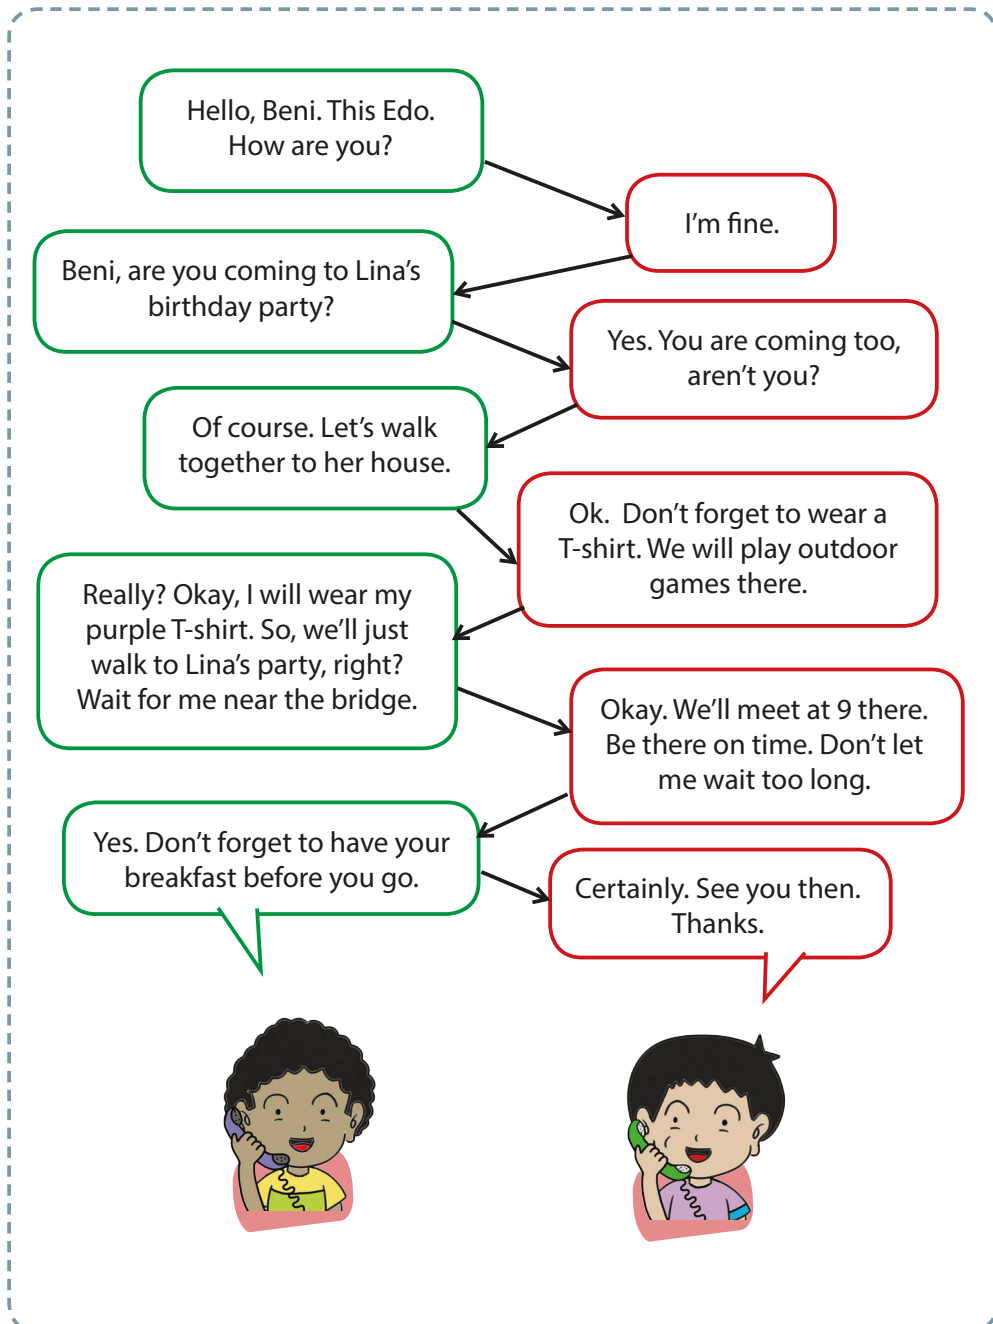 Hello, Beni. This Edo.
How are you?
I'm fine.
Beni, are you coming to Lina's
birthday party?
Yes. You are coming too,
aren't you?
Of course. Let's walk
together to her house.
Ok.  Don't forget to wear a
T-shirt. We will play outdoor
games there.
Really? Okay, I will wear my
purple T-shirt. So, we'll just
walk to Lina's party, right?
Wait for me near the bridge.
Okay. We'll meet at 9 there.
Be there on time. Don't let
me wait too long.
Yes. Don't forget to have your
breakfast before you go.
Certainly. See you then.
Thanks.